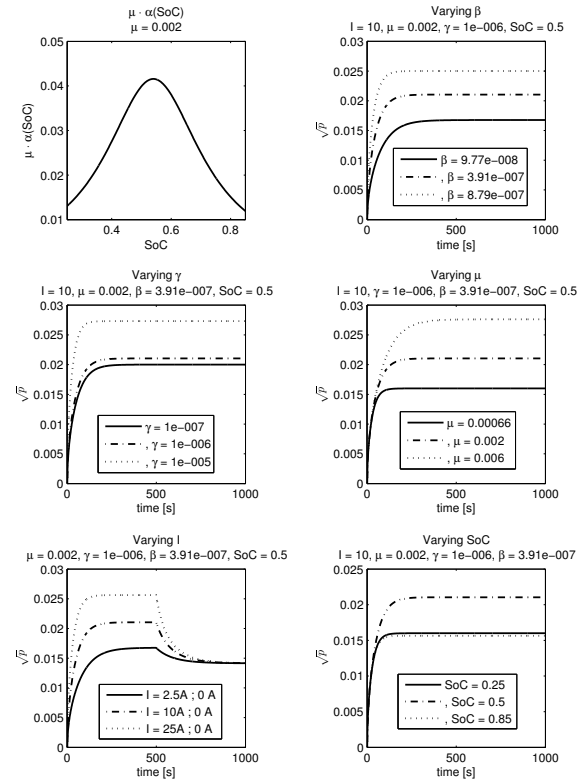 μ · α(SoC)
μ = 0.002
0.05
0.04
0.03
0.02
0.01
μ · α(SoC)
0.4 0.6 0.8
SoC
Varying β
I = 10, μ = 0.002, γ = 1e-006, SoC = 0.5
0.03
0.025
0.02
0.015
0.01
0.005
0
√p
β = 9.77e-008
, β = 3.91e-007
, β = 8.79e-007
0 500 1000
time [s]
Varying γ
I = 10, μ = 0.002, β = 3.91e-007, SoC = 0.5
0.03
0.025
0.02
0.015
0.01
0.005
0
√p
γ = 1e-007
, γ = 1e-006
, γ = 1e-005
0 500 1000
time [s]
Varying μ
I = 10, γ = 1e-006, β = 3.91e-007, SoC = 0.5
0.03
0.025
0.02
0.015
0.01
0.005
0
√p
μ = 0.00066
, μ = 0.002
, μ = 0.006
0 500 1000
time [s]
Varying I
μ = 0.002, γ = 1e-006, β = 3.91e-007, SoC = 0.5
0.03
0.025
0.02
0.015
0.01
0.005
0
√p
I = 2.5A ; 0 A
I = 10A ; 0 A
I = 25A ; 0 A
0 500 1000
time [s]
Varying SoC
I = 10, μ = 0.002, γ = 1e-006, β = 3.91e-007
0.025
0.02
0.015
0.01
0.005
0
√p
SoC = 0.25
, SoC = 0.5
, SoC = 0.85
0 500 1000
time [s]